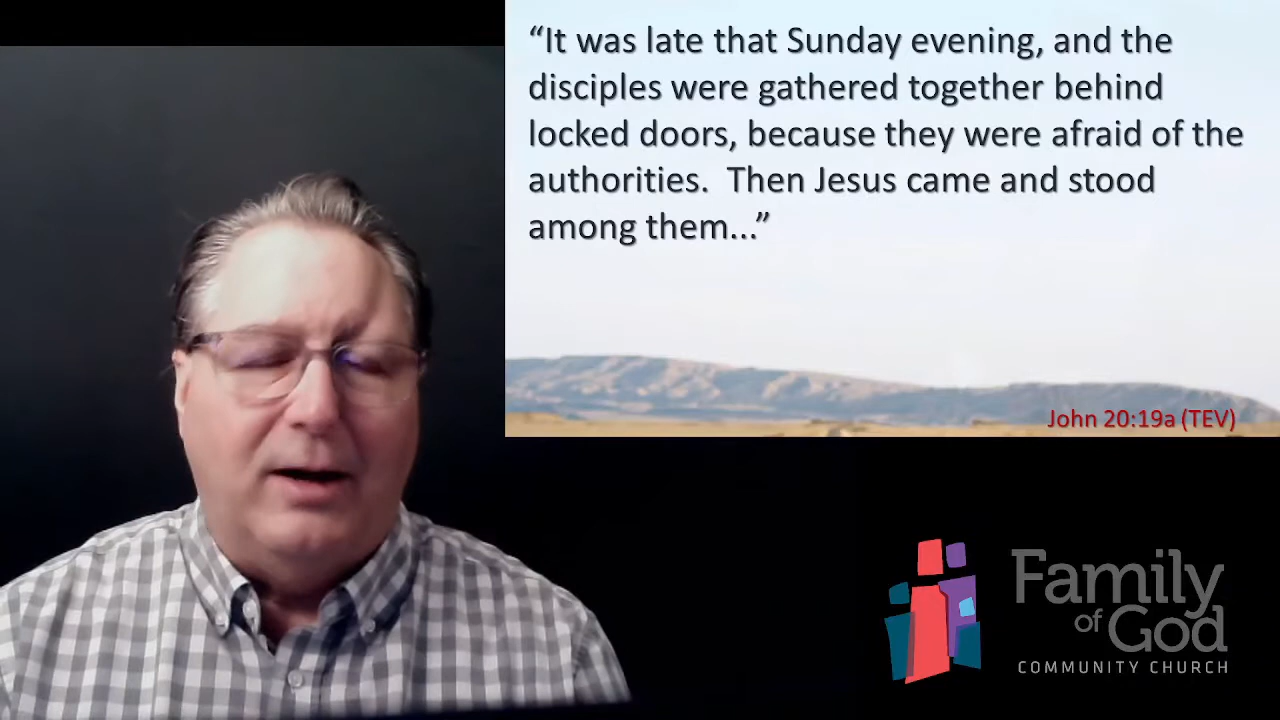 “It was late that Sunday evening, and the
disciples were gathered together behind
locked doors, because they were afraid of the
authorities.  Then Jesus came and stood
among them...”
John 20:19a (TEV)
Family
of God
COMMUNITY CHURCH